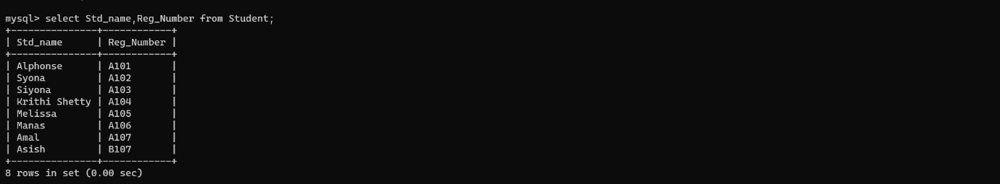 mysql> select Std_name,Reg_Number from Student;
+---------------+------------+
| Std_name      | Reg_Number |
+---------------+------------+
| Alphonse      | A101       |
| Syona         | A102       |
| Siyona        | A103       |
| Krithi Shetty | A104       |
| Melissa       | A105       |
| Manas         | A106       |
| Amal          | A107       |
| Asish         | B107       |
+---------------+------------+
8 rows in set (0.00 sec)